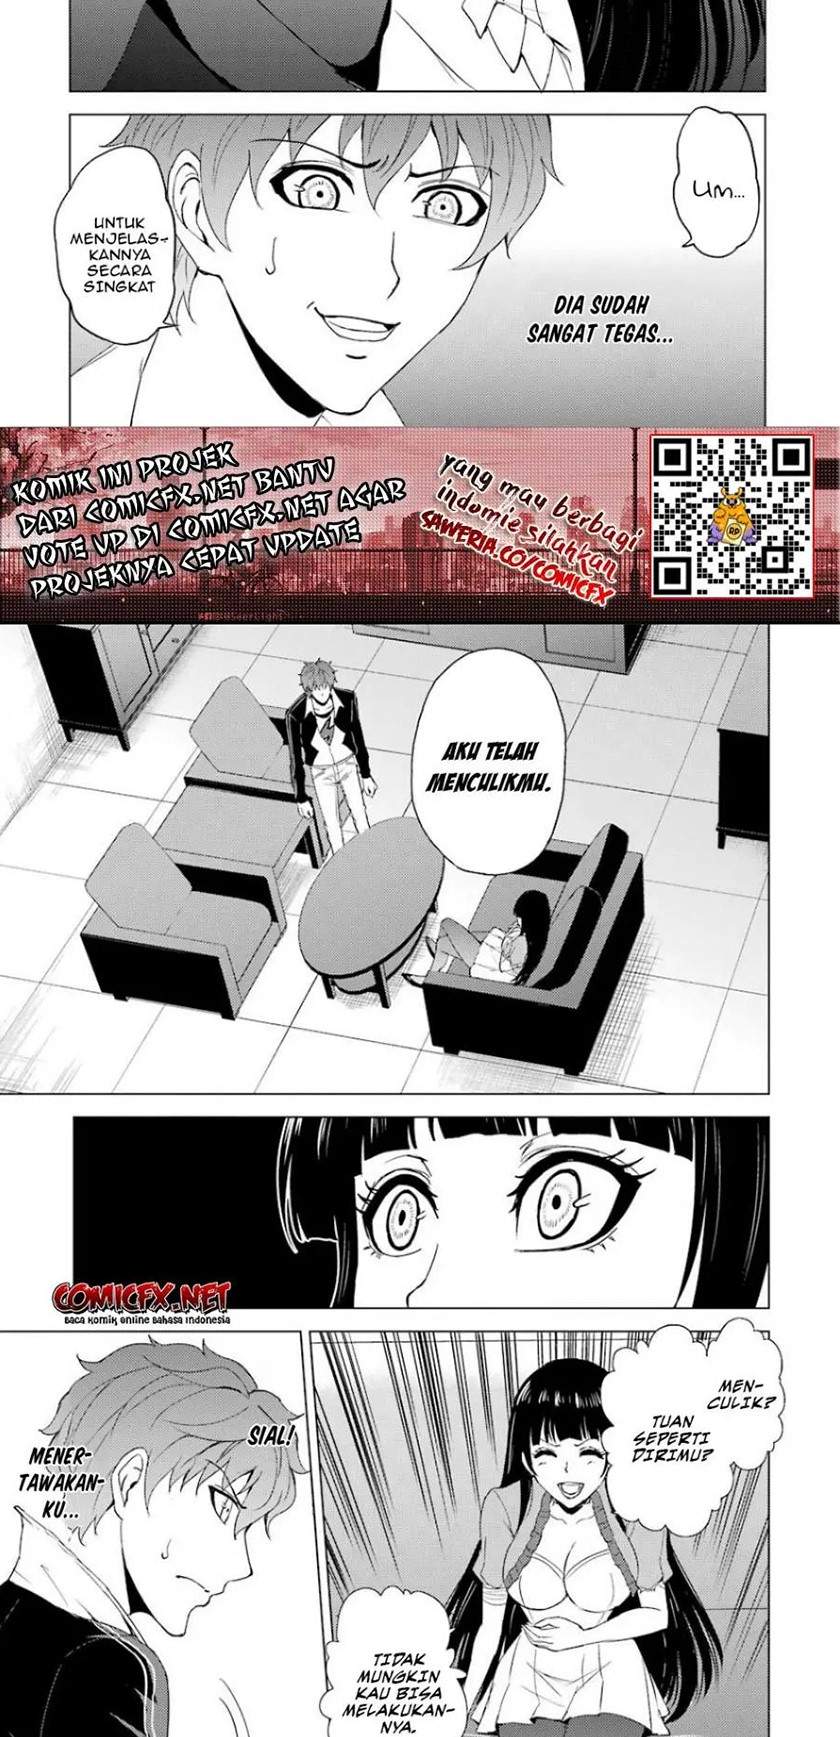 UM...
UNTUK
MENJELAS-
KANNYA
SECARA
SINGKAT
DIA SUDAH
SANGAT TEGAS...
KOMIK INI PROJEK
DARI COMICFX.NET BANTU
VOTE UP DI COMICFX.NET AGAR
PROJEKNYA CEPAT UPDATE
yang mau berbagi
indomie silahkan
SAWERIA.CO/COMICFX
RP
AKU TELAH
MENCULIKMU.
COMICFX.NET
Baca Komik Online Bahasa Indonesia
MEN-
CULIK?
TUAN
SEPERTI
DIRIMU?
TIDAK
MUNGKIN
KAU BISA
MELAKUKAN-
NYA.
SIAL!
MENER-
TAWAKAN-
KU...